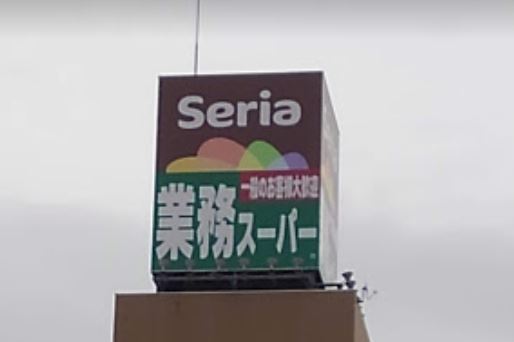 Seria
一般のお客様大歓迎
業務スーパー